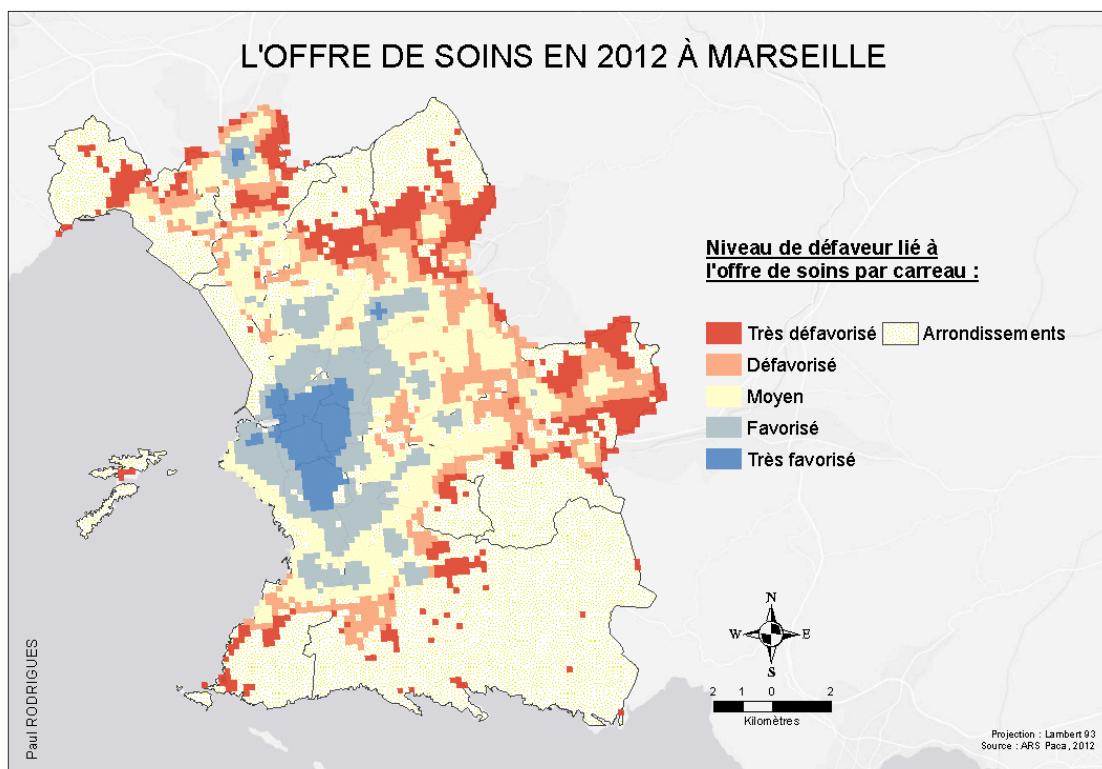 L'OFFRE DE SOINS EN 2012 À MARSEILLE
Niveau de défaveur lié à
l'offre de soins par carreau :
Très défavorisé
Arrondissements
Défavorisé
Moyen
Favorisé
Très favorisé
N
W
E
S
2 1 0 2
Kilomètres
Projection : Lambert 93
Source : ARS Paca, 2012
Paul RODRIGUES